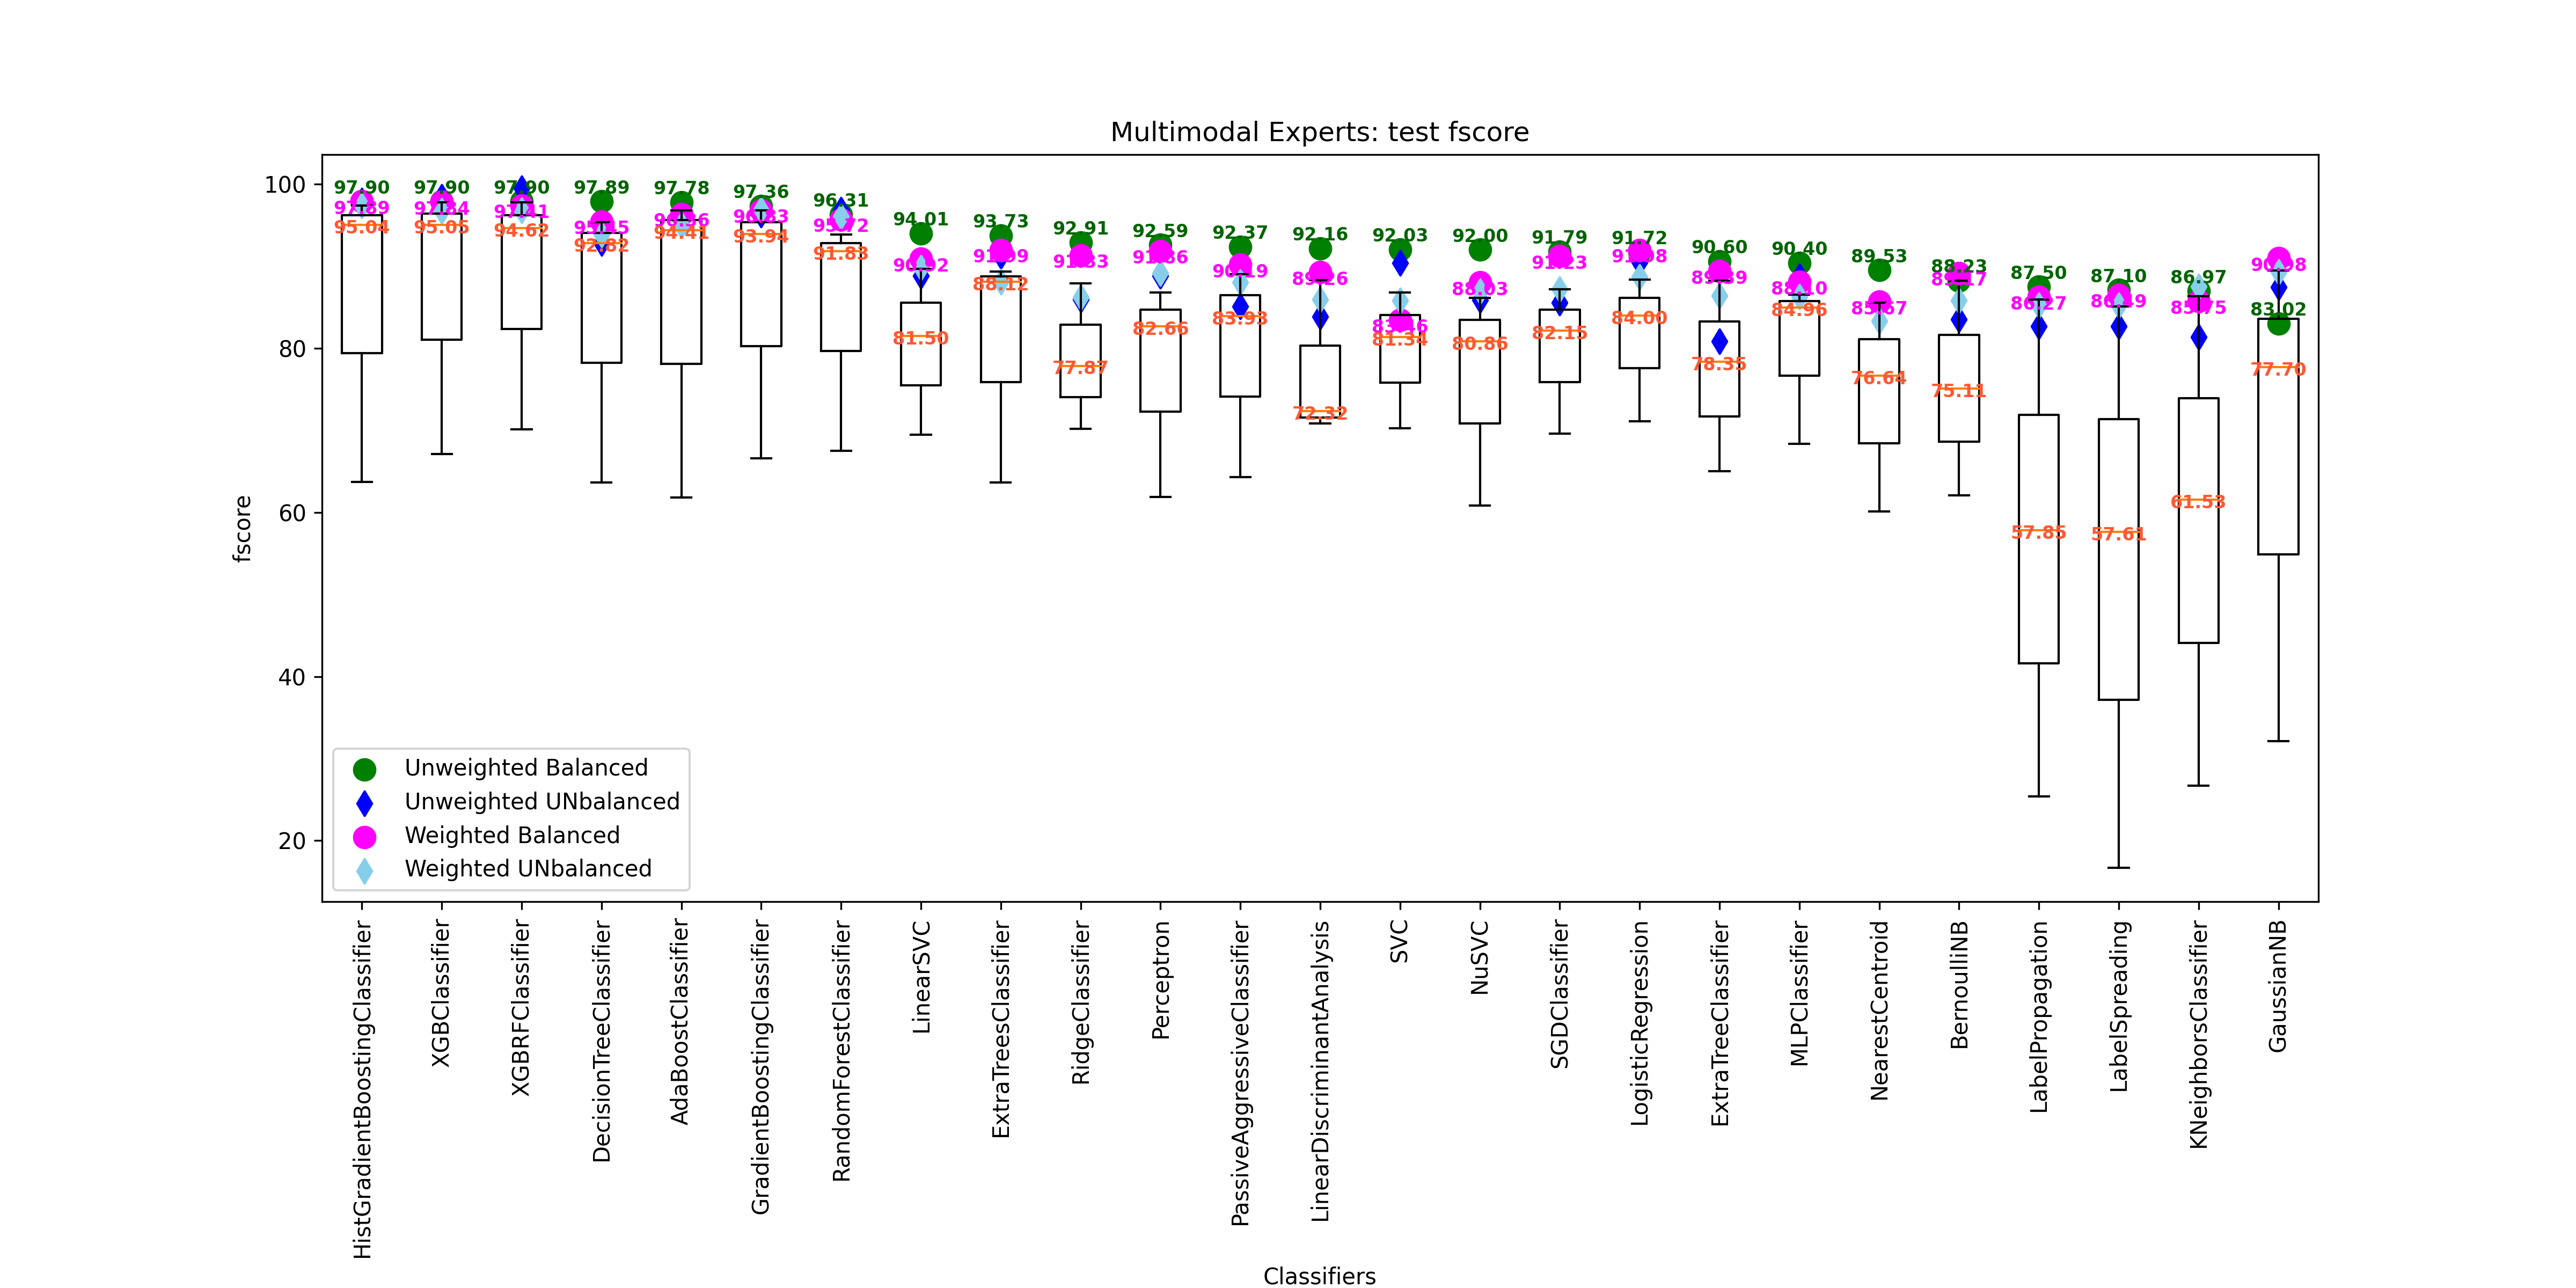 Multimodal Experts: test fscore
100
80
60
40
20
fscore
97.90 97.90 97.90 97.89 97.78 97.36 96.31 94.01 93.73 92.91 92.59 92.37 92.16 92.03 92.00 91.79 91.72 90.60 90.40 89.53 88.23 87.50 87.10 86.97 83.02
95.04 95.05 94.62 92.82 94.41 93.94 91.83 81.50 88.12 77.87 82.66 83.93 72.32 81.34 80.86 82.15 84.00 78.35 84.96 76.64 75.11 57.85 57.61 61.53 77.70
Unweighted Balanced
Unweighted UNbalanced
Weighted Balanced
Weighted UNbalanced
HistGradientBoostingClassifier
XGBClassifier
XGBRFClassifier
DecisionTreeClassifier
AdaBoostClassifier
GradientBoostingClassifier
RandomForestClassifier
LinearSVC
ExtraTreesClassifier
RidgeClassifier
Perceptron
PassiveAggressiveClassifier
LinearDiscriminantAnalysis
SVC
NuSVC
SGDClassifier
LogisticRegression
ExtraTreeClassifier
MLPClassifier
NearestCentroid
BernoulliNB
LabelPropagation
LabelSpreading
KNeighborsClassifier
GaussianNB
Classifiers